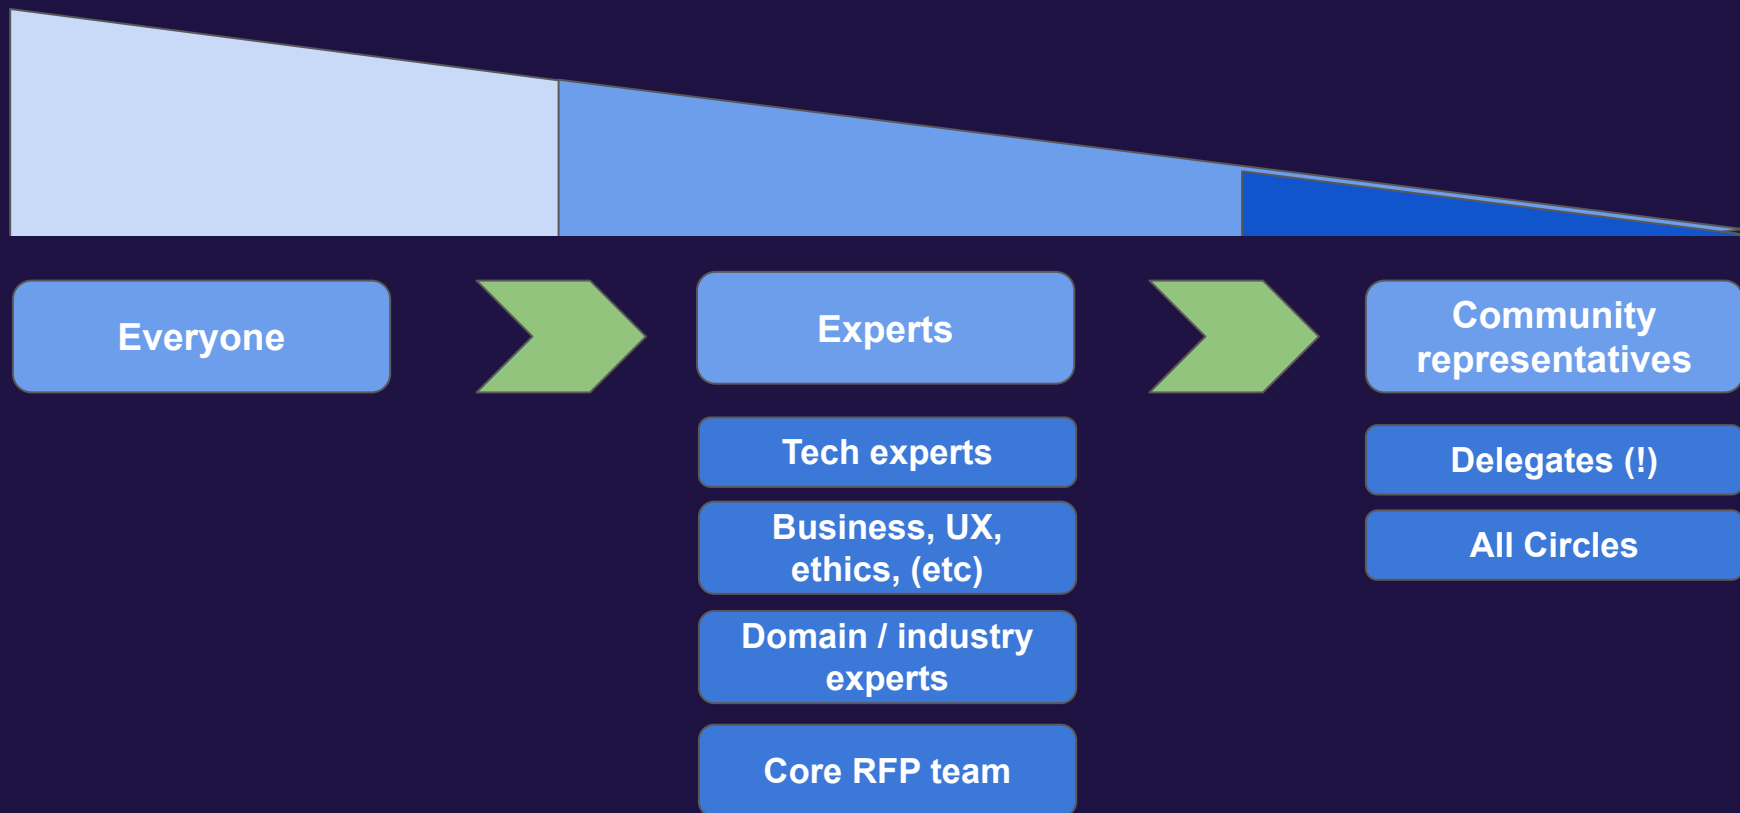 Everyone
Experts
Community
representatives
Tech experts
Business, UX,
ethics, (etc)
Domain / industry
experts
Core RFP team
Delegates (!)
All Circles